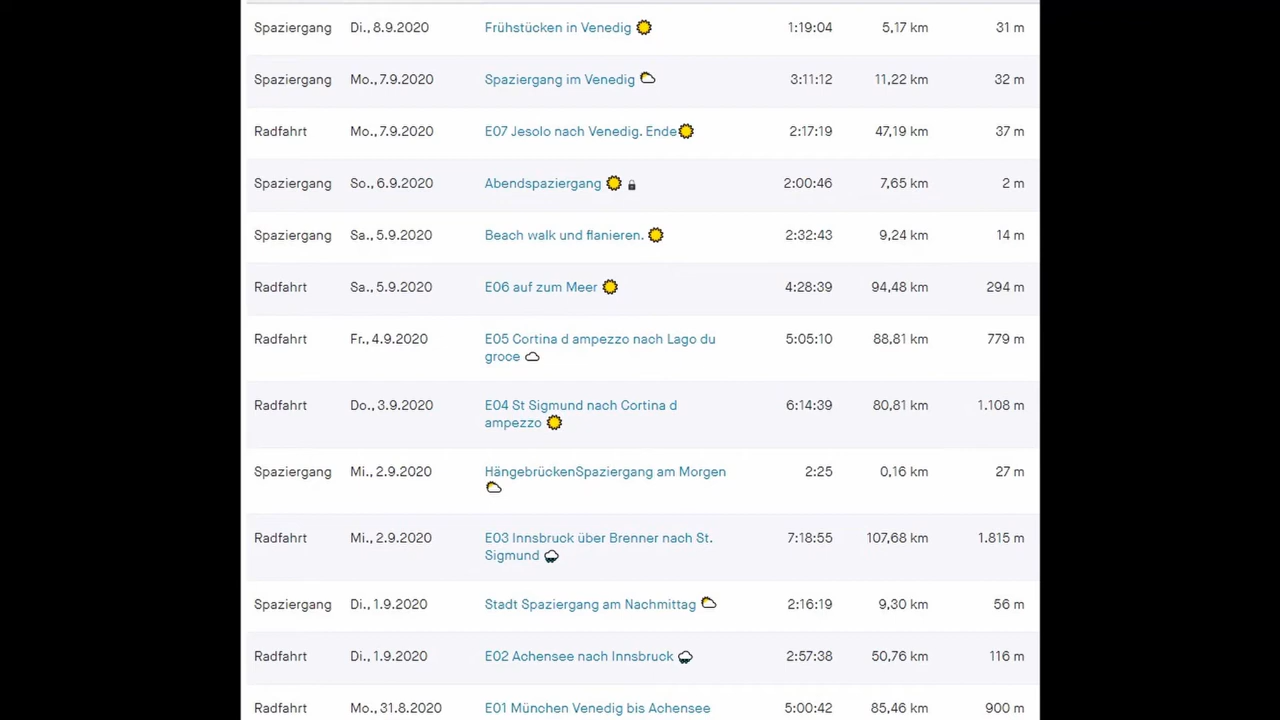 Spaziergang Di., 8.9.2020 Frühstücken in Venedig 1:19:04 5,17 km 31 m
Spaziergang Mo., 7.9.2020 Spaziergang im Venedig 3:11:12 11,22 km 32 m
Radfahrt Mo., 7.9.2020 E07 Jesolo nach Venedig. Ende 2:17:19 47,19 km 37 m
Spaziergang So., 6.9.2020 Abendspaziergang 2:00:46 7,65 km 2 m
Spaziergang Sa., 5.9.2020 Beach walk und flanieren. 2:32:43 9,24 km 14 m
Radfahrt Sa., 5.9.2020 E06 auf zum Meer 4:28:39 94,48 km 294 m
Radfahrt Fr., 4.9.2020 E05 Cortina d ampezzo nach Lago du 5:05:10 88,81 km 779 m
groce
Radfahrt Do., 3.9.2020 E04 St Sigmund nach Cortina d 6:14:39 80,81 km 1.108 m
ampezzo
Spaziergang Mi., 2.9.2020 HängebrückenSpaziergang am Morgen 2:25 0,16 km 27 m
Radfahrt Mi., 2.9.2020 E03 Innsbruck über Brenner nach St. 7:18:55 107,68 km 1.815 m
Sigmund
Spaziergang Di., 1.9.2020 Stadt Spaziergang am Nachmittag 2:16:19 9,30 km 56 m
Radfahrt Di., 1.9.2020 E02 Achensee nach Innsbruck 2:57:38 50,76 km 116 m
Radfahrt Mo., 31.8.2020 E01 München Venedig bis Achensee 5:00:42 85,46 km 900 m